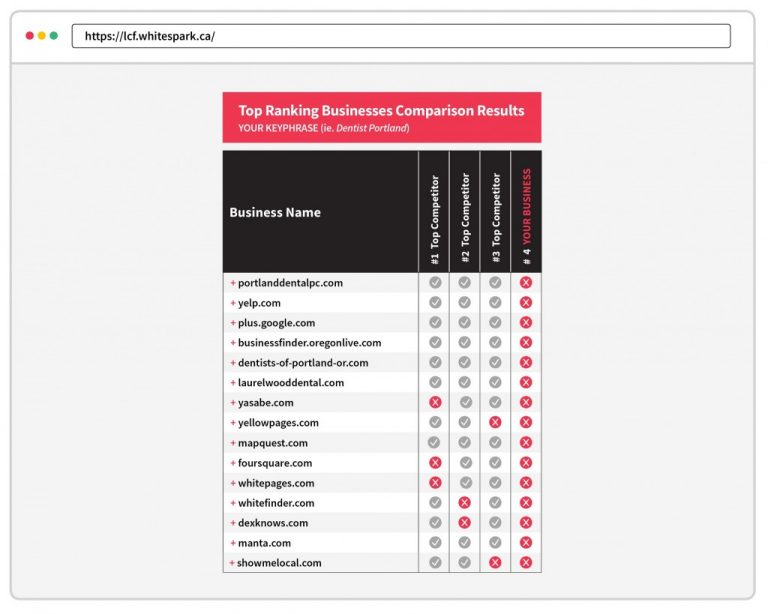 https://lcf.whitespark.ca/
Top Ranking Businesses Comparison Results
YOUR KEYPHRASE (ie. Dentist Portland)
Business Name
#1 Top Competitor
#2 Top Competitor
#3 Top Competitor
# 4 YOUR BUSINESS
+ portlanddentalpc.com
+ yelp.com
+ plus.google.com
+ businessfinder.oregonlive.com
+ dentists-of-portland-or.com
+ laurelwooddental.com
+ yasabe.com
+ yellowpages.com
+ mapquest.com
+ foursquare.com
+ whitepages.com
+ whitefinder.com
+ dexknows.com
+ manta.com
+ showmelocal.com